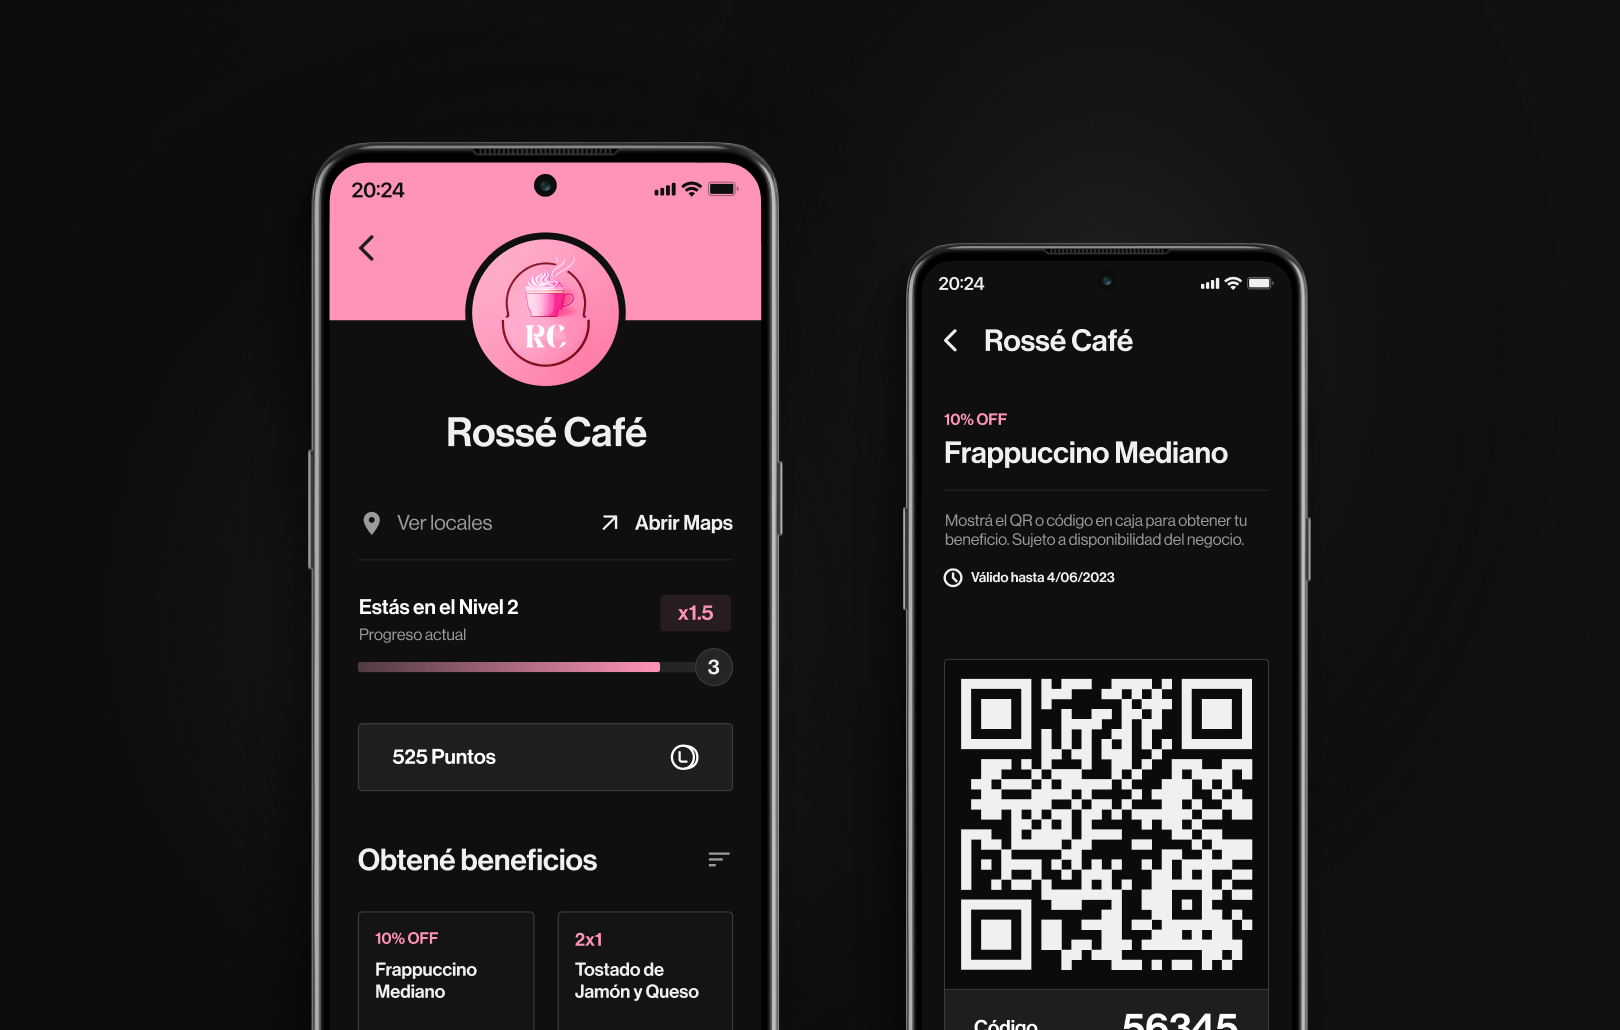 20:24
RC
Rossé Café
Ver locales
Abrir Maps
Estás en el Nivel 2
x1.5
Progreso actual
3
525 Puntos
L
Obtené beneficios
10% OFF
Frappuccino
Mediano
2x1
Tostado de
Jamón y Queso
20:24
Rossé Café
10% OFF
Frappuccino Mediano
Mostrá el QR o código en caja para obtener tu
beneficio. Sujeto a disponibilidad del negocio.
Válido hasta 4/06/2023
Código
56345